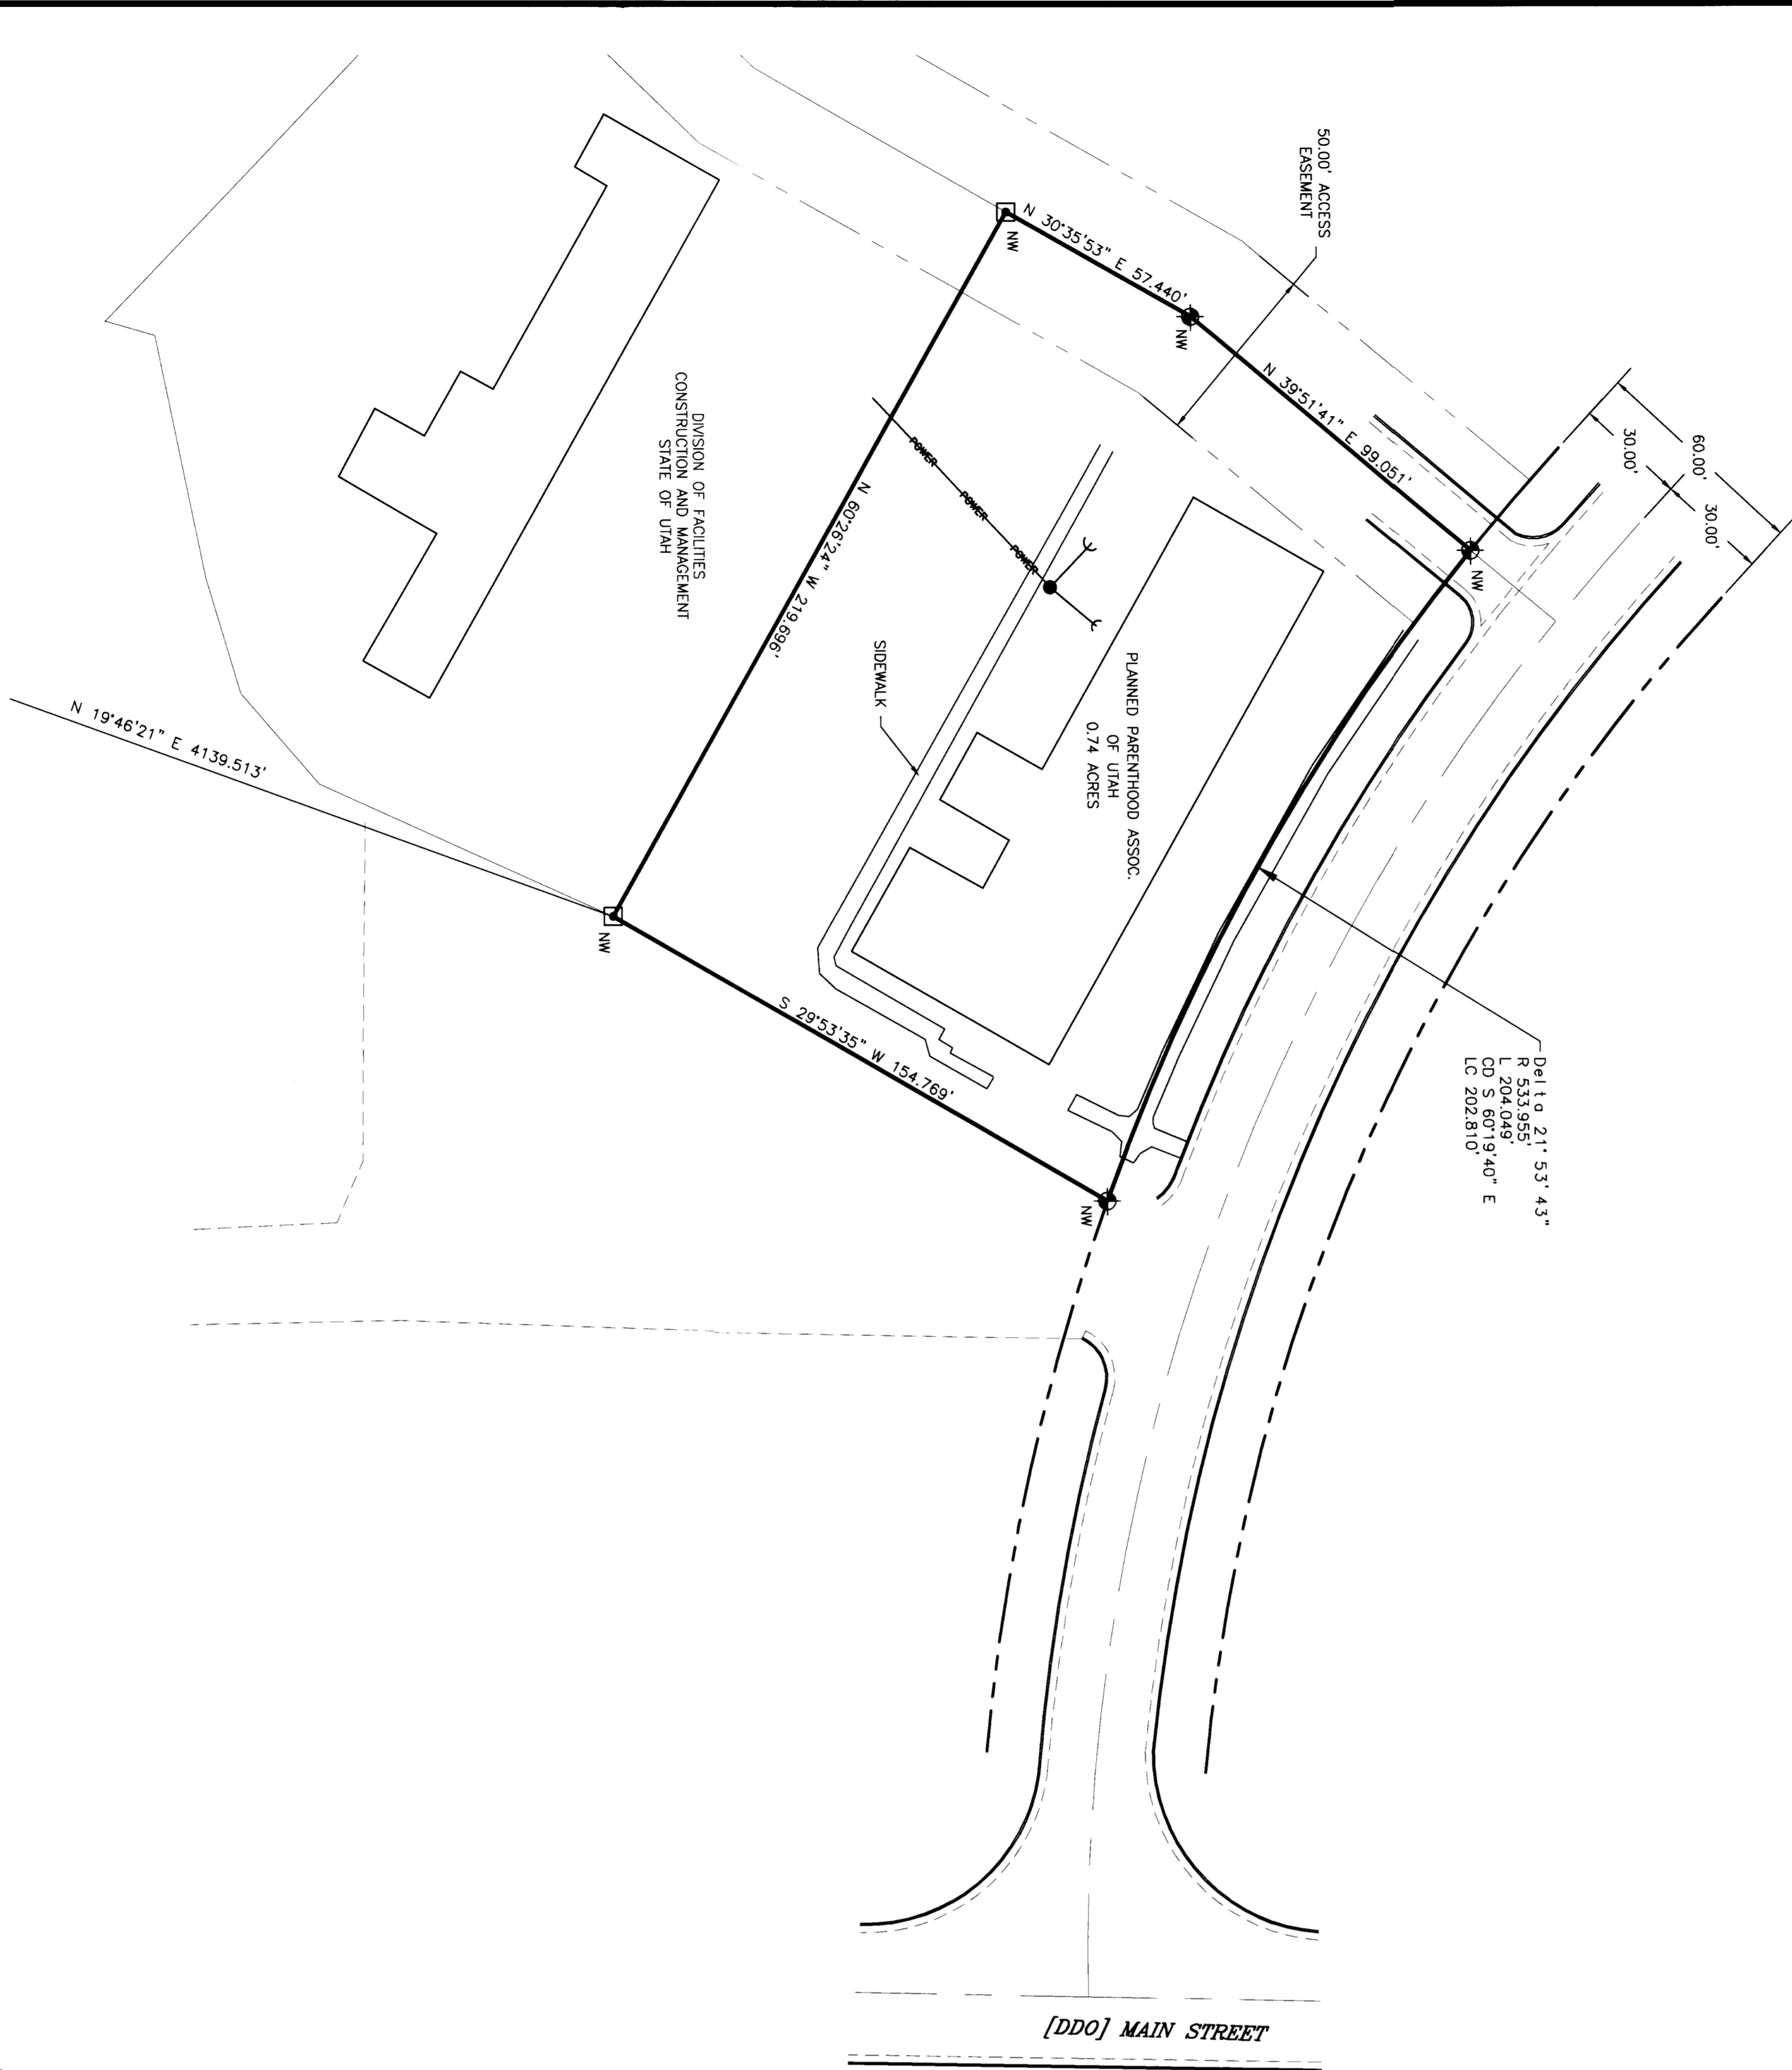 50.00' ACCESS
EASEMENT
60.00'
30.00'
30.00'
N 30°35'53" E 57.440'
N 39°51'41" E 99.051'
NW
NW
NW
POWER
POWER
POWER
DIVISION OF FACILITIES
CONSTRUCTION AND MANAGEMENT
STATE OF UTAH
N 60°26'24" W 219.696'
SIDEWALK
PLANNED PARENTHOOD ASSOC.
OF UTAH
0.74 ACRES
N 19°46'21" E 4139.513'
NW
S 29°53'35" W 154.769'
NW
Delta 21° 53' 43"
R 533.955'
L 204.049'
CD S 60°19'40" E
LC 202.810'
[DDO] MAIN STREET